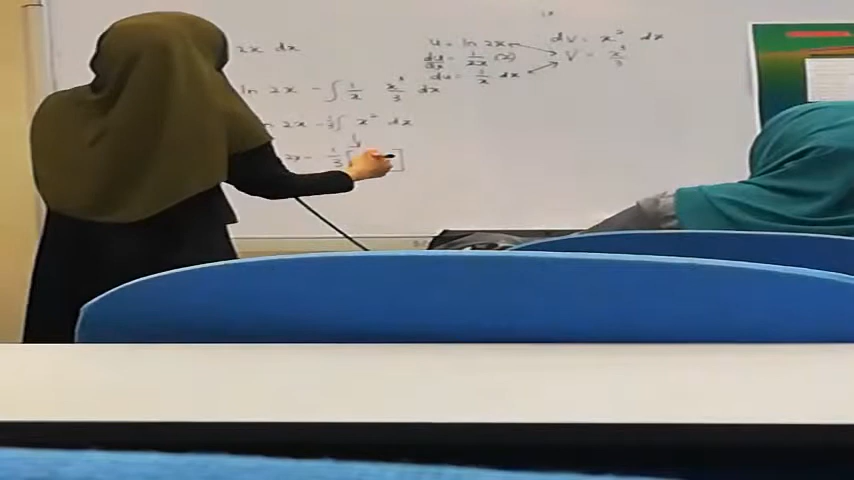 2x dx
u = ln 2x
dv = x² dx
du/dx = 1/2x (2)
v = x³/3
du = 1/x dx
ln 2x - ∫ 1/x x³/3 dx
2x - 1/3 ∫ x² dx
2x - 1/3 [ ]